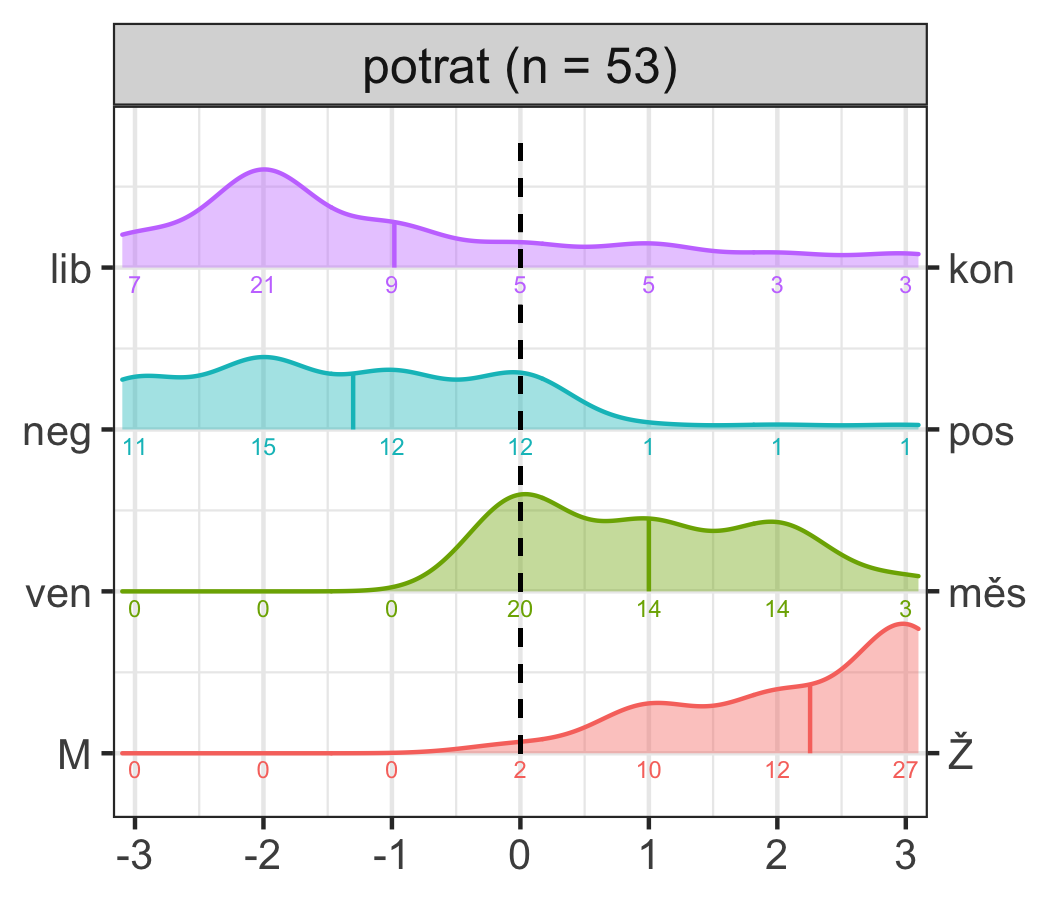 potrat (n = 53)
lib kon
7 21 9 5 5 3 3
neg pos
11 15 12 12 1 1 1
ven měs
0 0 0 20 14 14 3
M Ž
0 0 0 2 10 12 27
-3 -2 -1 0 1 2 3